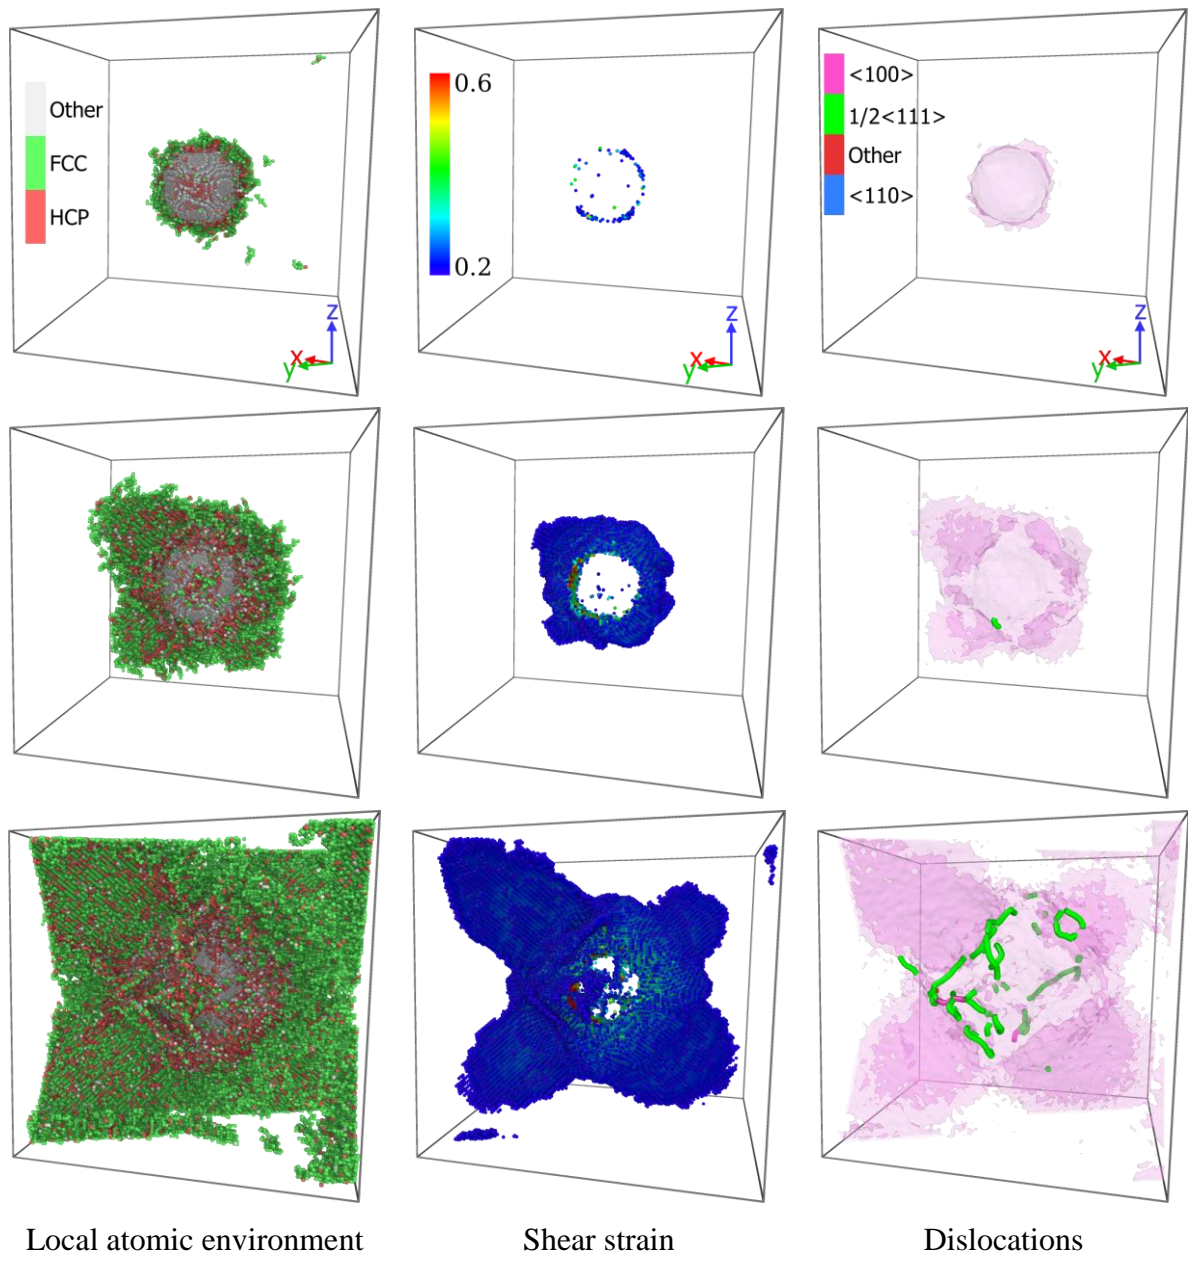 Other
FCC
HCP
Z
X
y
0.6
0.2
Z
X
y
<100>
1/2<111>
Other
<110>
Z
X
y
Local atomic environment
Shear strain
Dislocations